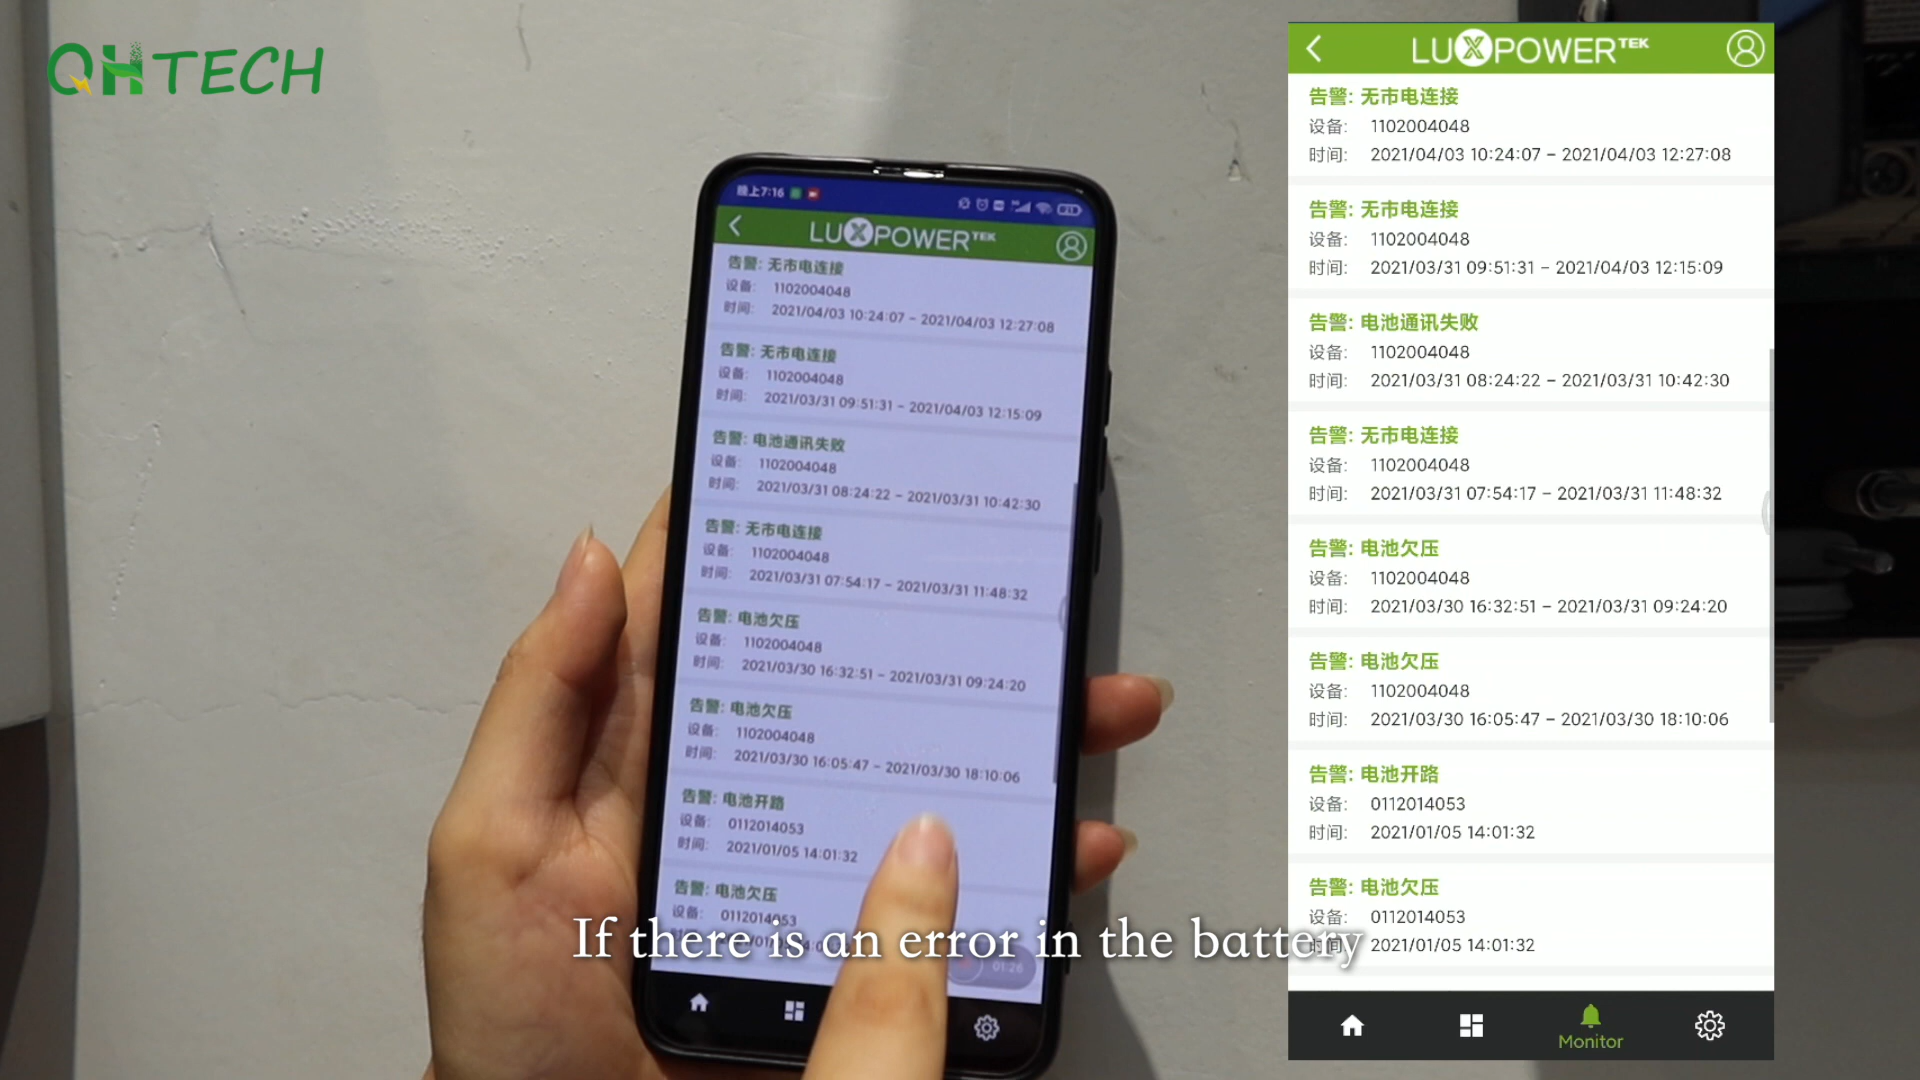 QHTECH
晚上7:16
LUXPOWERTEK
告警: 无市电连接
设备: 1102004048
时间: 2021/04/03 10:24:07 - 2021/04/03 12:27:08
告警: 无市电连接
设备: 1102004048
时间: 2021/03/31 09:51:31 - 2021/04/03 12:15:09
告警: 电池通讯失败
设备: 1102004048
时间: 2021/03/31 08:24:22 - 2021/03/31 10:42:30
告警: 无市电连接
设备: 1102004048
时间: 2021/03/31 07:54:17 - 2021/03/31 11:48:32
告警: 电池欠压
设备: 1102004048
时间: 2021/03/30 16:32:51 - 2021/03/31 09:24:20
告警: 电池欠压
设备: 1102004048
时间: 2021/03/30 16:05:47 - 2021/03/30 18:10:06
告警: 电池开路
设备: 0112014053
时间: 2021/01/05 14:01:32
告警: 电池欠压
设备: 0112014053
01:26
If there is an error in the battery
LUXPOWERTEK
告警: 无市电连接
设备: 1102004048
时间: 2021/04/03 10:24:07 - 2021/04/03 12:27:08
告警: 无市电连接
设备: 1102004048
时间: 2021/03/31 09:51:31 - 2021/04/03 12:15:09
告警: 电池通讯失败
设备: 1102004048
时间: 2021/03/31 08:24:22 - 2021/03/31 10:42:30
告警: 无市电连接
设备: 1102004048
时间: 2021/03/31 07:54:17 - 2021/03/31 11:48:32
告警: 电池欠压
设备: 1102004048
时间: 2021/03/30 16:32:51 - 2021/03/31 09:24:20
告警: 电池欠压
设备: 1102004048
时间: 2021/03/30 16:05:47 - 2021/03/30 18:10:06
告警: 电池开路
设备: 0112014053
时间: 2021/01/05 14:01:32
告警: 电池欠压
设备: 0112014053
时间: 2021/01/05 14:01:32
Monitor